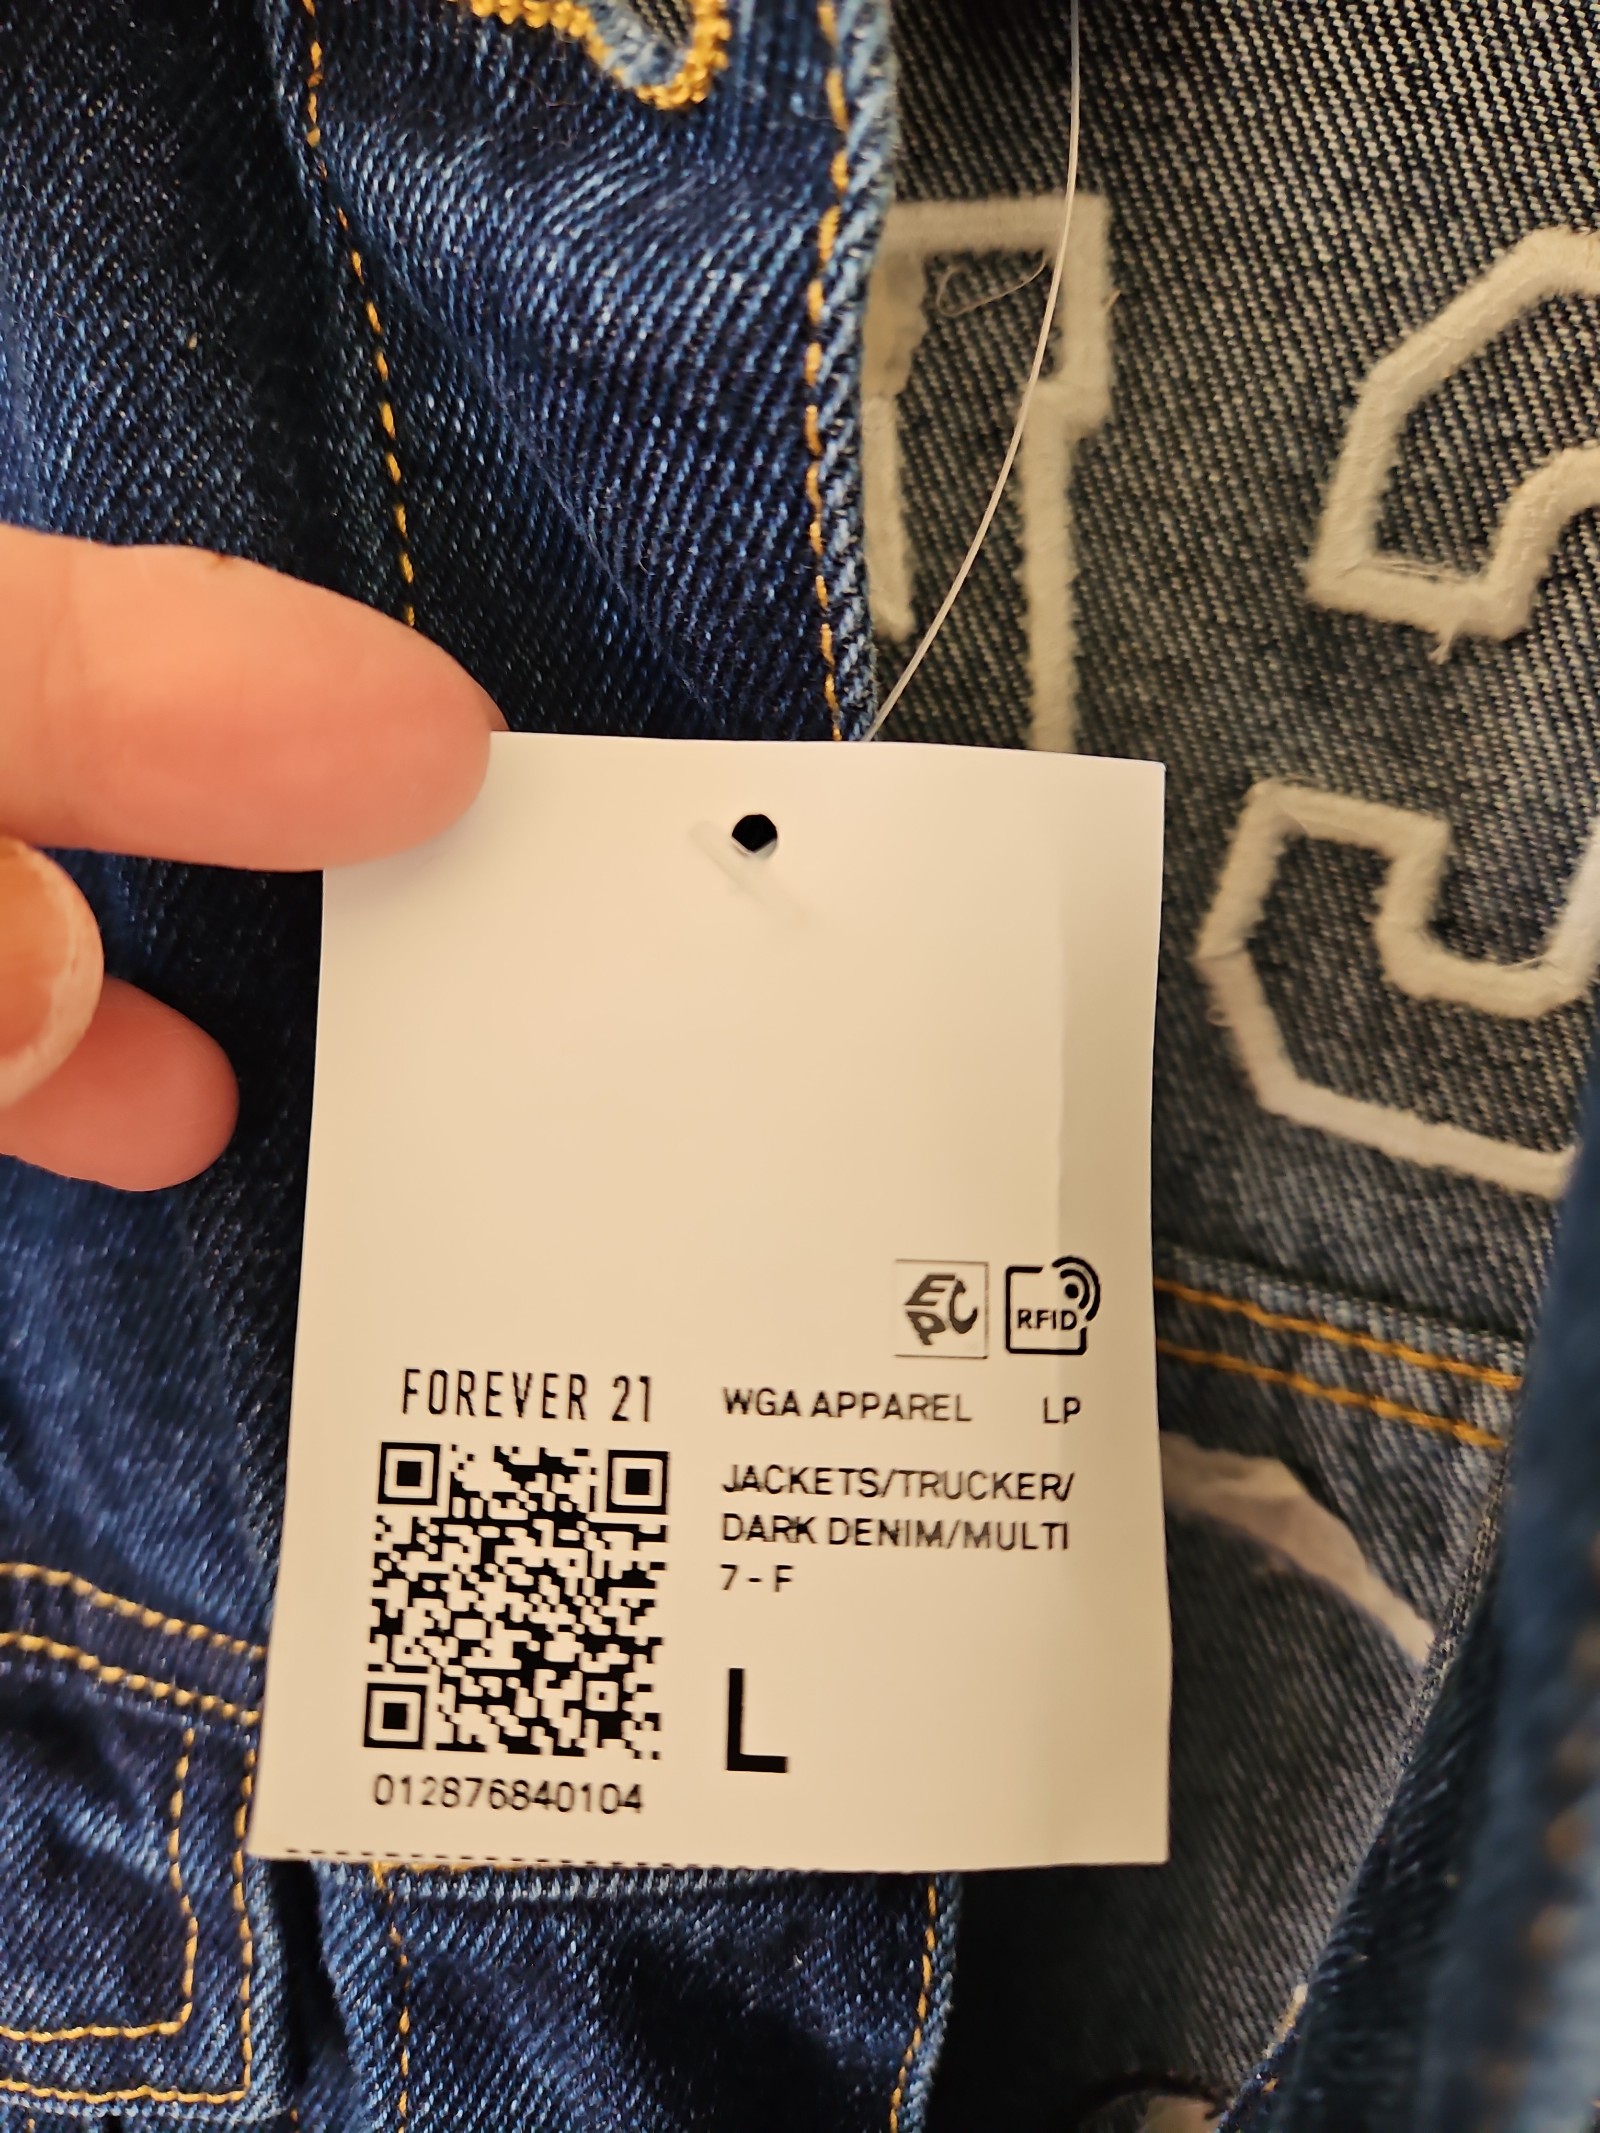 EPC
RFID
FOREVER 21
WGA APPAREL LP
JACKETS/TRUCKER/
DARK DENIM/MULTI
7 - F
L
012876840104